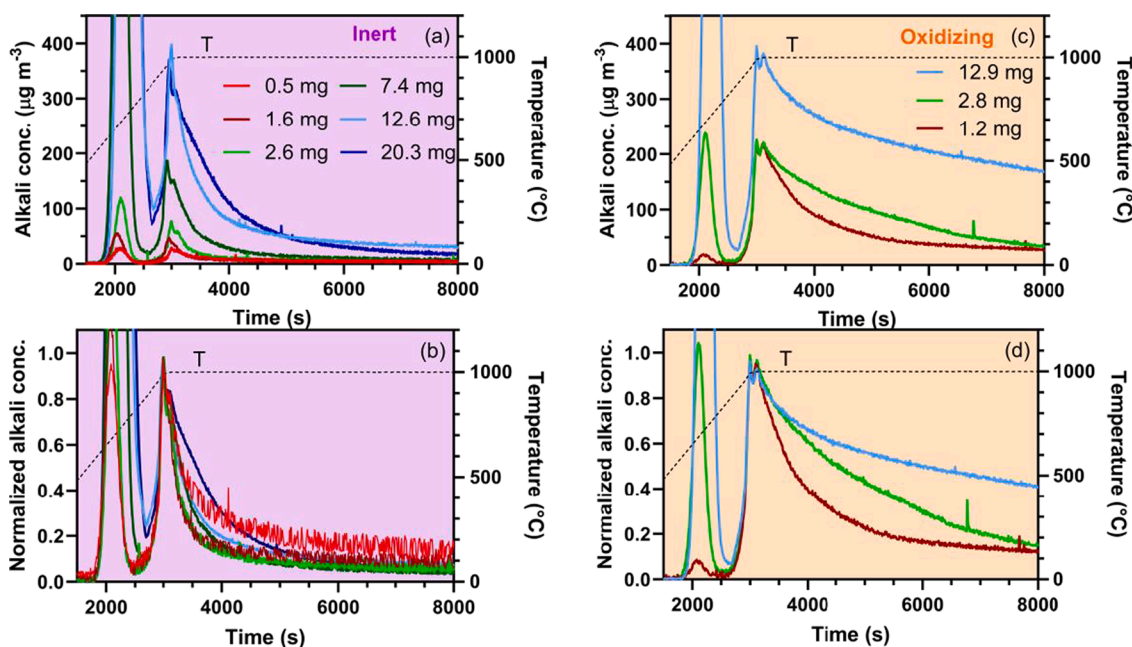 Inert (a)
T
0.5 mg 7.4 mg
1.6 mg 12.6 mg
2.6 mg 20.3 mg
400
300
200
100
0
1000
500
0
2000 4000 6000 8000
Alkali conc. (µg m-3)
Temperature (°C)
Time (s)
Oxidizing (c)
T
12.9 mg
2.8 mg
1.2 mg
400
300
200
100
0
1000
500
0
2000 4000 6000 8000
Alkali conc. (µg m-3)
Temperature (°C)
Time (s)
(b)
T
1.0
0.8
0.6
0.4
0.2
0.0
1000
500
0
2000 4000 6000 8000
Normalized alkali conc.
Temperature (°C)
Time (s)
(d)
T
1.0
0.8
0.6
0.4
0.2
0.0
1000
500
0
2000 4000 6000 8000
Normalized alkali conc.
Temperature (°C)
Time (s)